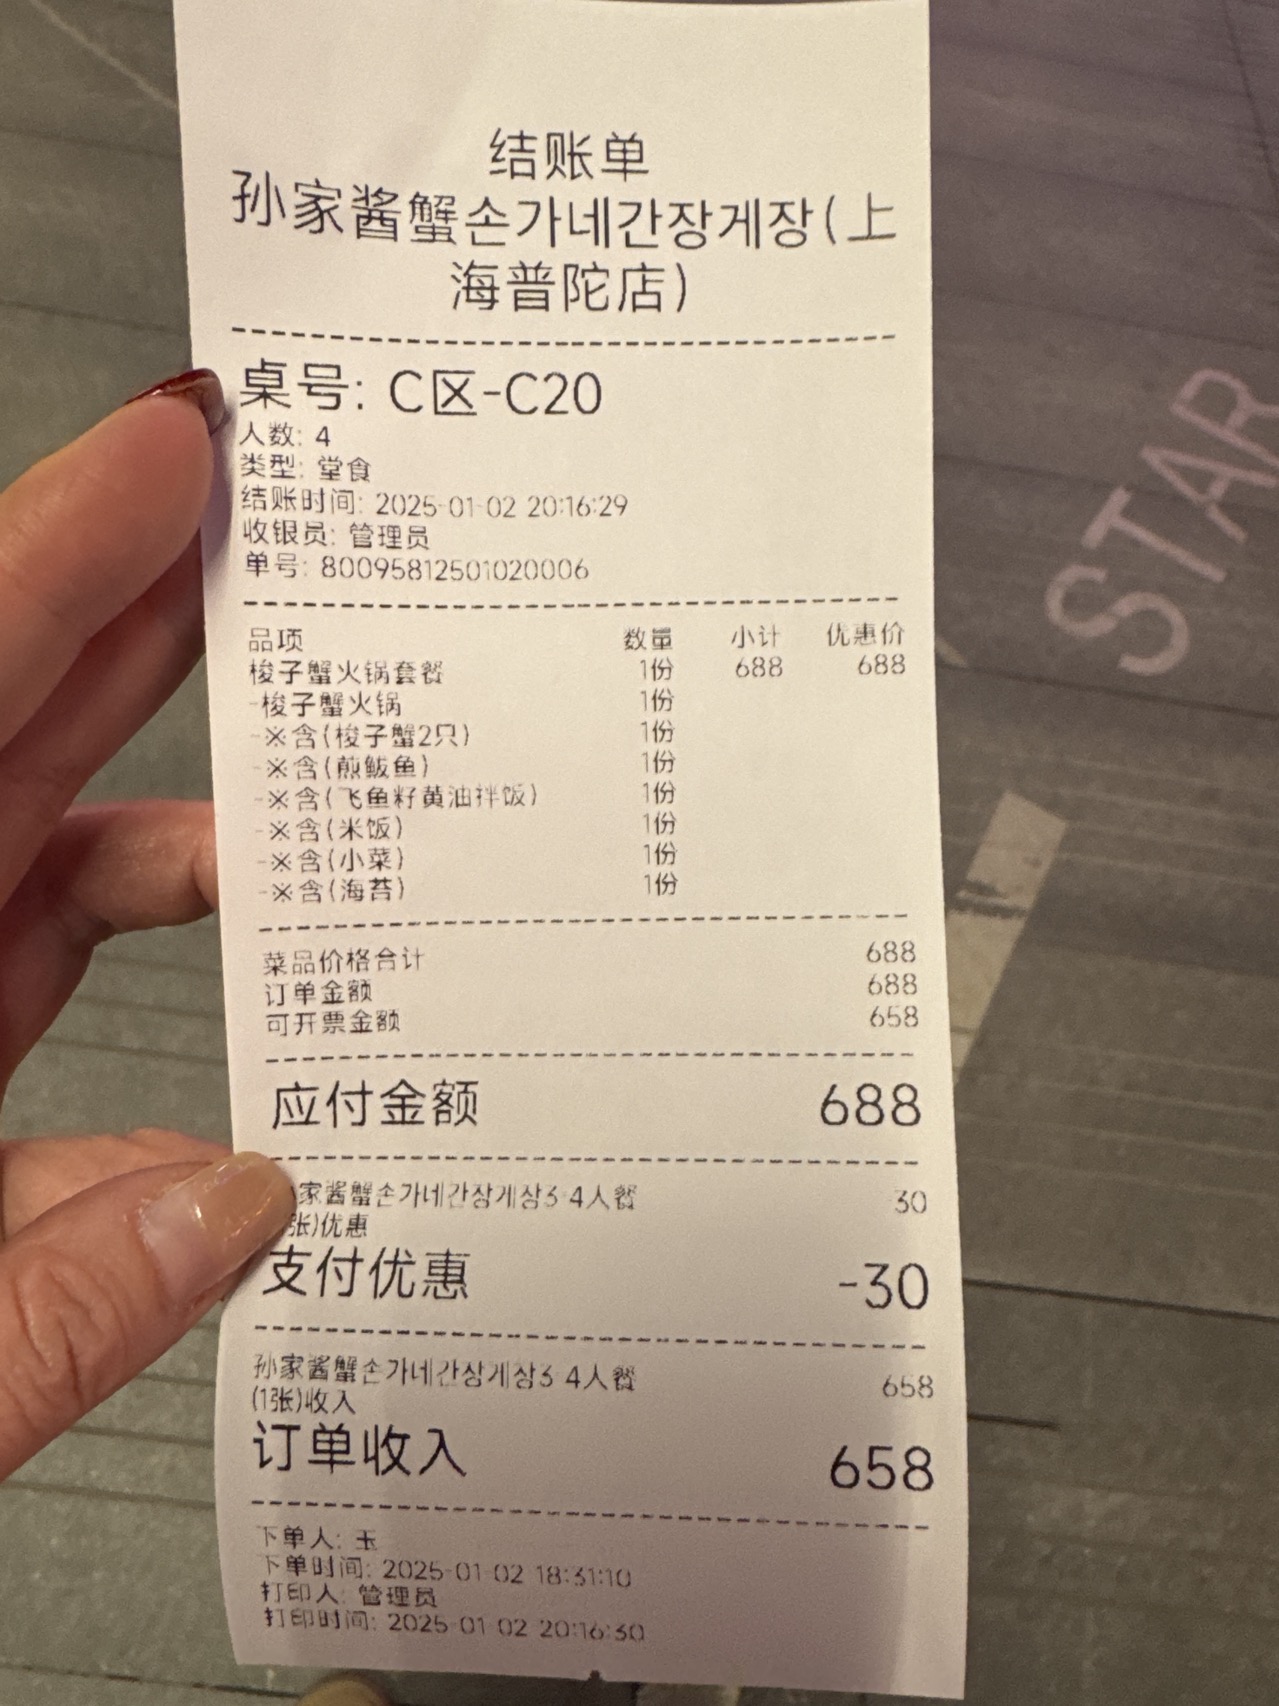 结账单
孙家酱蟹손가네간장게장(上
海普陀店)
桌号: C区-C20
人数: 4
类型: 堂食
结账时间: 2025-01-02 20:16:29
收银员: 管理员
单号: 80095812501020006
品项 数量 小计 优惠价
梭子蟹火锅套餐 1份 688 688
-梭子蟹火锅 1份
-※含(梭子蟹2只) 1份
-※含(煎鲅鱼) 1份
-※含(飞鱼籽黄油拌饭) 1份
-※含(米饭) 1份
-※含(小菜) 1份
-※含(海苔) 1份
菜品价格合计 688
订单金额 688
可开票金额 658
应付金额 688
家酱蟹손가네간장게장3-4人餐 30
张)优惠
支付优惠 -30
孙家酱蟹손가네간장게장3-4人餐 658
(1张)收入
订单收入 658
下单人: 玉
下单时间: 2025-01-02 18:31:10
打印人: 管理员
打印时间: 2025-01-02 20:16:30
STAR